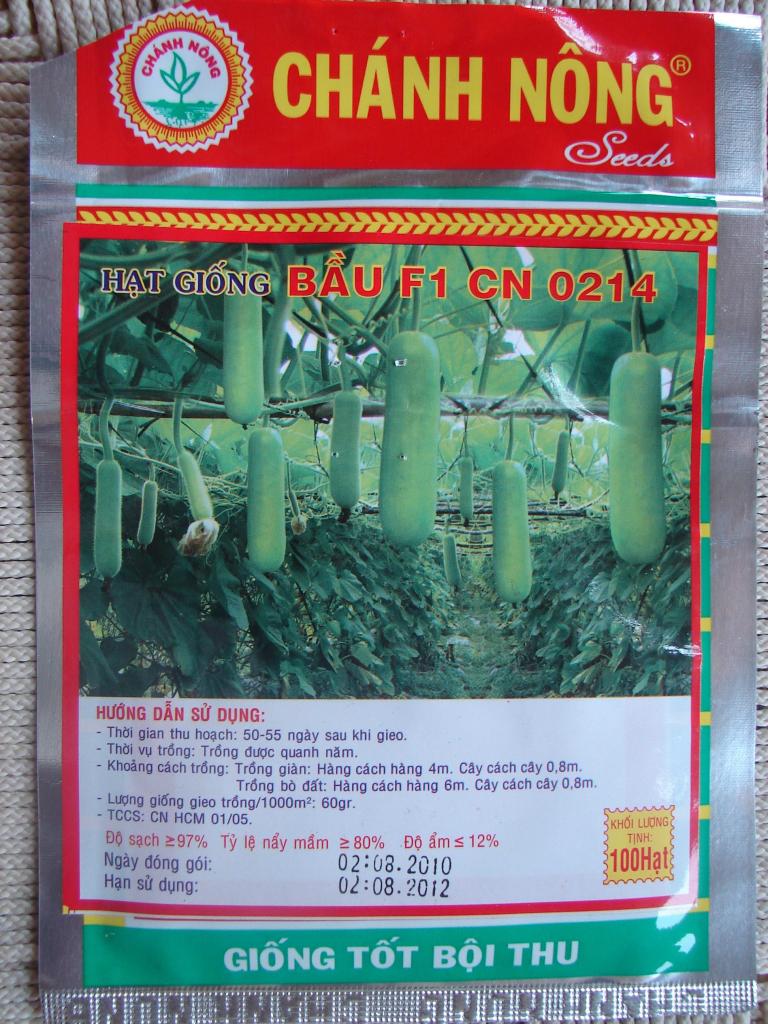 CHÁNH NÔNG
CHÁNH NÔNG®
Seeds
HẠT GIỐNG BẦU F1 CN 0214
HƯỚNG DẪN SỬ DỤNG:
- Thời gian thu hoạch: 50-55 ngày sau khi gieo.
- Thời vụ trồng: Trồng được quanh năm.
- Khoảng cách trồng: Trồng giàn: Hàng cách hàng 4m. Cây cách cây 0,8m.
Trồng bò đất: Hàng cách hàng 6m. Cây cách cây 0,8m.
- Lượng giống gieo trồng/1000m²: 60gr.
- TCCS: CN HCM 01/05.
Độ sạch ≥97% Tỷ lệ nẩy mầm ≥80% Độ ẩm ≤ 12%
Ngày đóng gói: 02:08.2010
Hạn sử dụng: 02:08.2012
KHỐI LƯỢNG
TỊNH:
100Hạt
GIỐNG TỐT BỘI THU